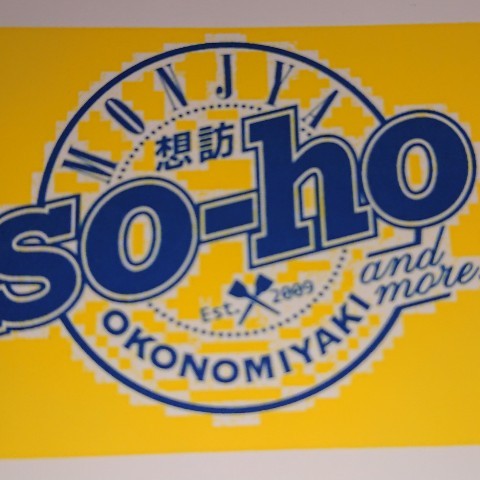 MONJYA
想訪
so-ho
and
more.
Est. 2009
OKONOMIYAKI